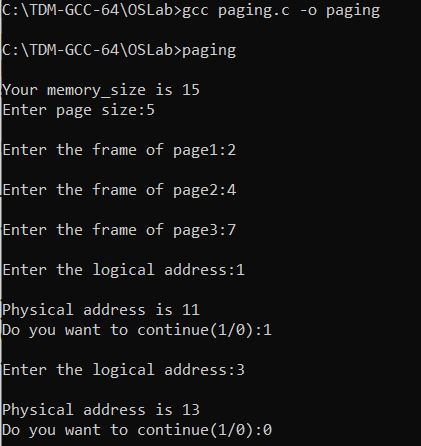 C:\TDM-GCC-64\OSLab>gcc paging.c -o paging
C:\TDM-GCC-64\OSLab>paging
Your memory_size is 15
Enter page size:5
Enter the frame of page1:2
Enter the frame of page2:4
Enter the frame of page3:7
Enter the logical address:1
Physical address is 11
Do you want to continue(1/0):1
Enter the logical address:3
Physical address is 13
Do you want to continue(1/0):0